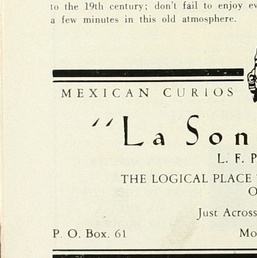 to the 19th century; don't fail to enjoy ev
a few minutes in this old atmosphere.
MEXICAN CURIOS
"La Son
L. F. P
THE LOGICAL PLACE
O
Just Across
P. O. Box. 61 Mo